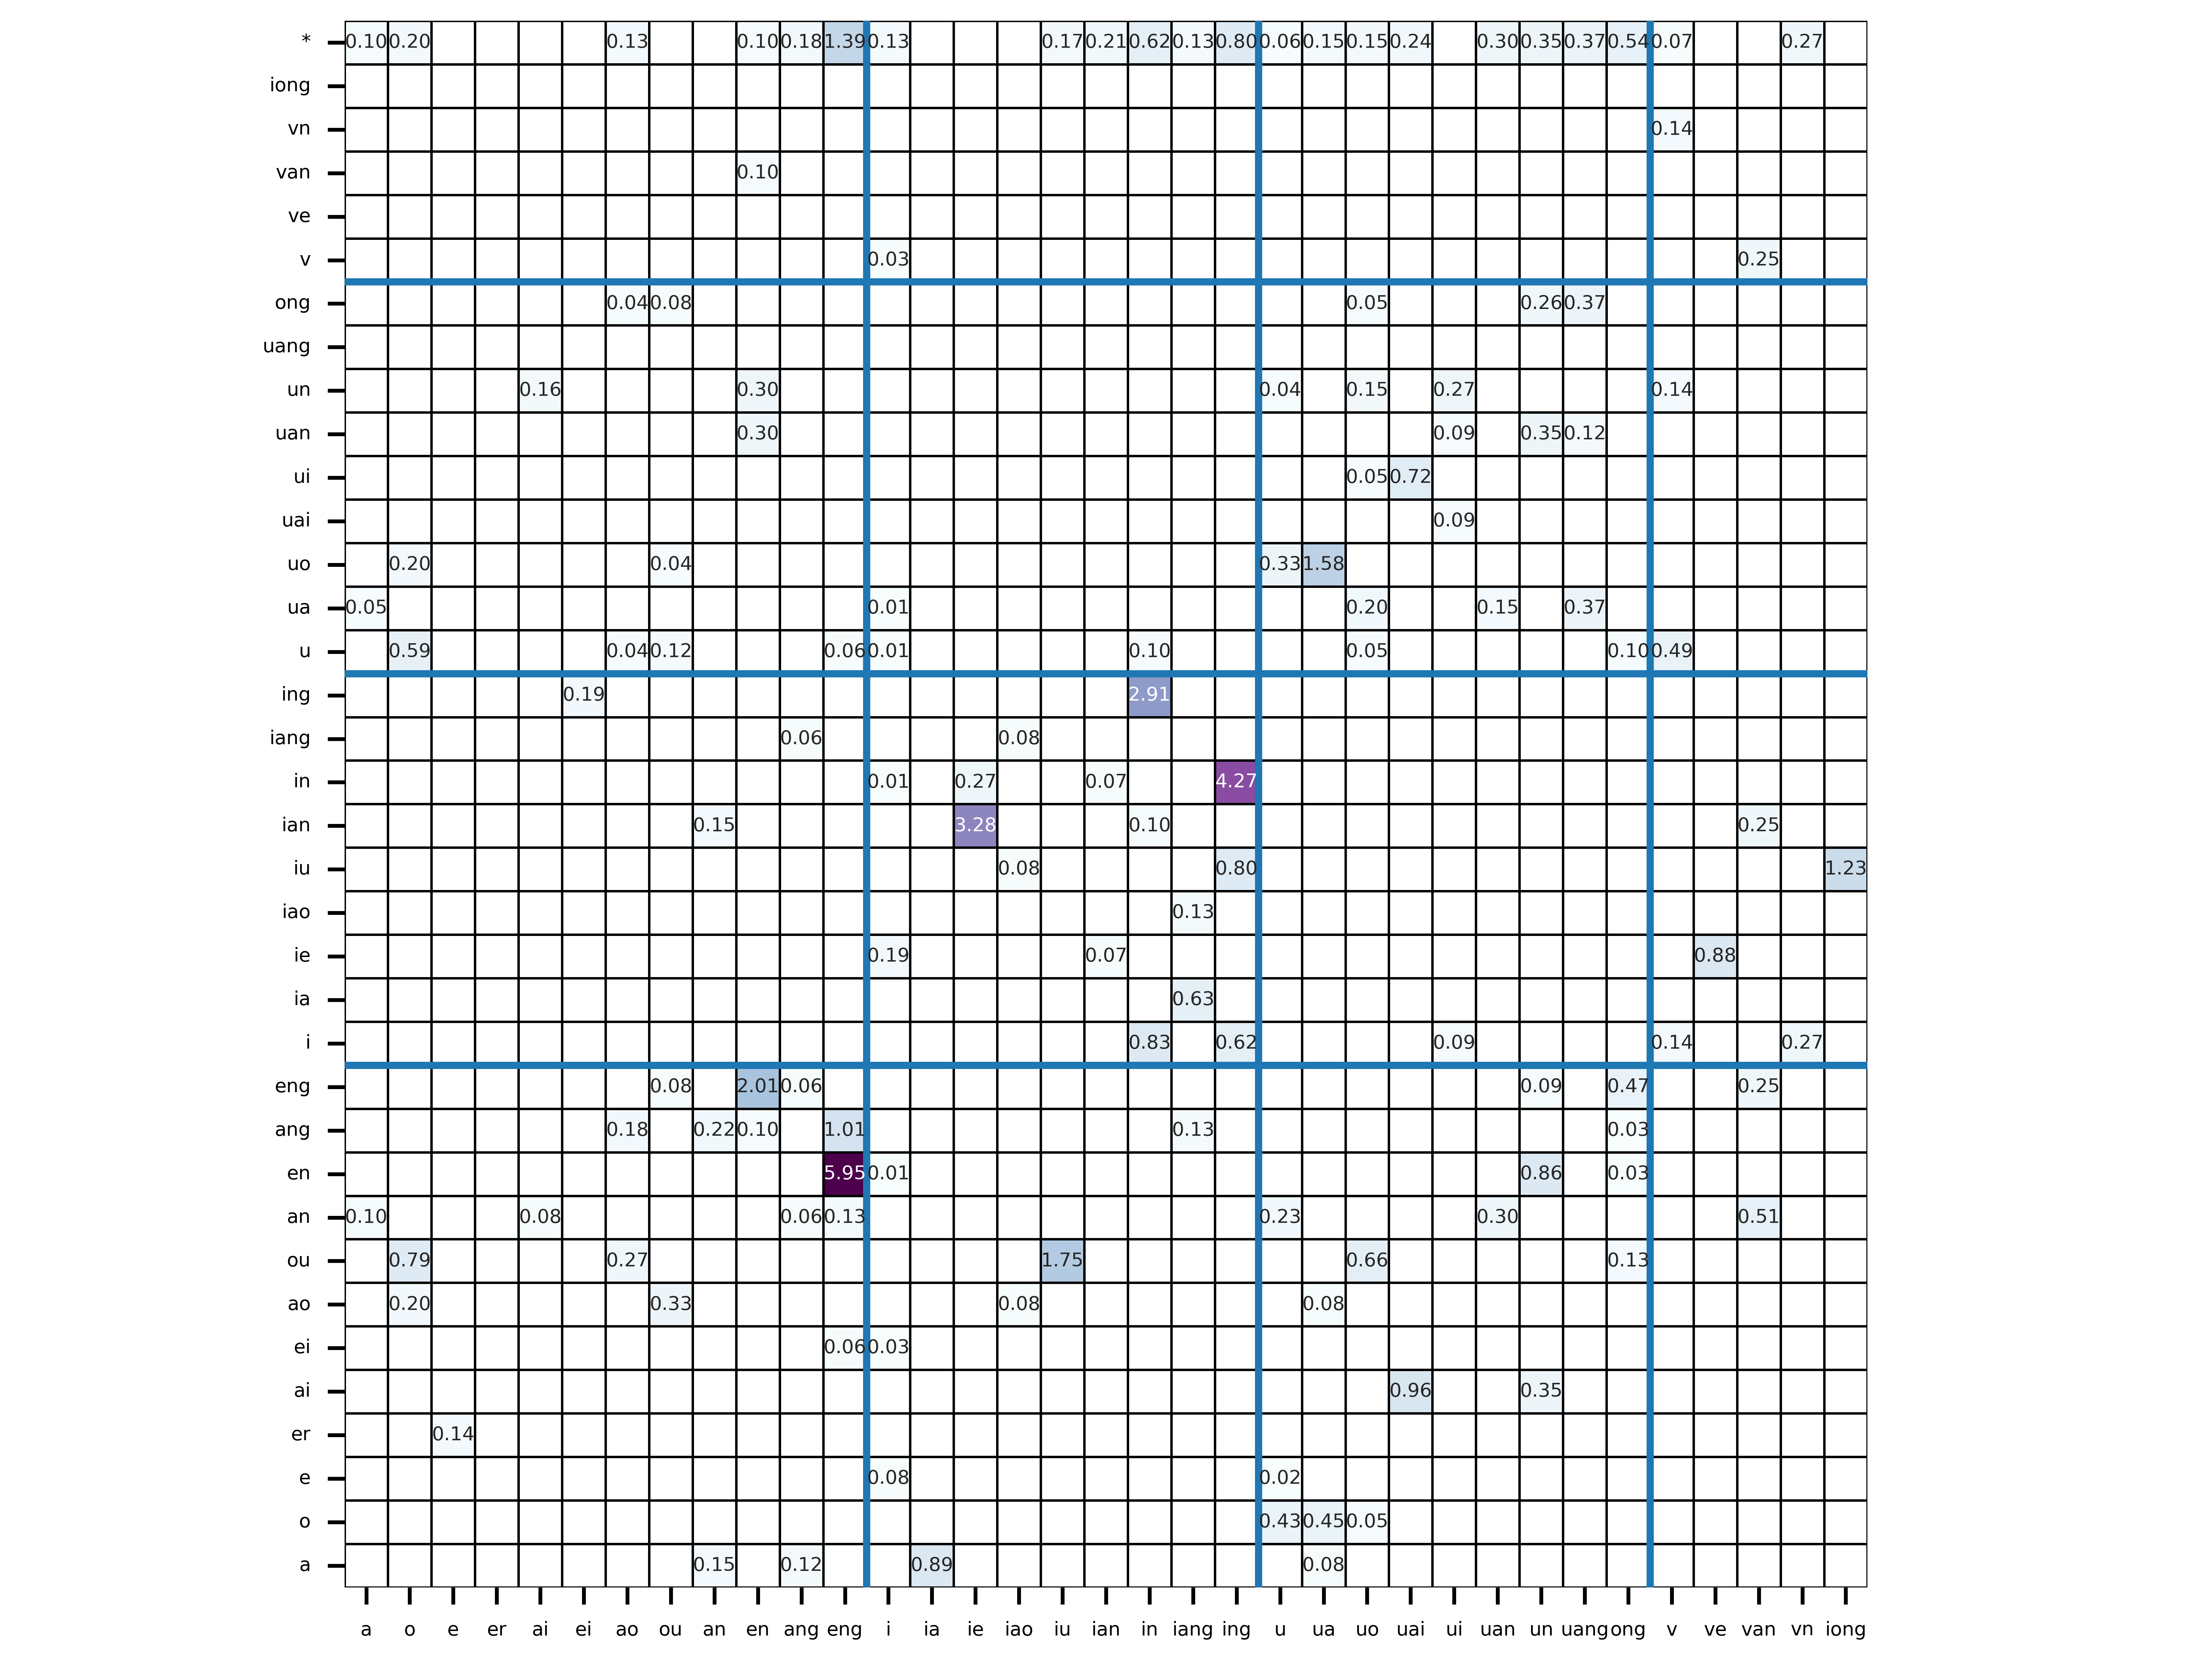 * 0.10 0.20 0.13 0.10 0.18 1.39 0.13 0.17 0.21 0.62 0.13 0.80 0.06 0.15 0.15 0.24 0.30 0.35 0.37 0.54 0.07 0.27
iong
vn 0.14
van 0.10
ve
v 0.03 0.25
ong 0.04 0.08 0.05 0.26 0.37
uang
un 0.16 0.30 0.04 0.15 0.27 0.14
uan 0.30 0.09 0.35 0.12
ui 0.05 0.72
uai 0.09
uo 0.20 0.04 0.33 1.58
ua 0.05 0.01 0.20 0.15 0.37
u 0.59 0.04 0.12 0.06 0.01 0.10 0.05 0.10 0.49
ing 0.19 2.91
iang 0.06 0.08
in 0.01 0.27 0.07 4.27
ian 0.15 3.28 0.10 0.25
iu 0.08 0.80 1.23
iao 0.13
ie 0.19 0.07 0.88
ia 0.63
i 0.83 0.62 0.09 0.14 0.27
eng 0.08 2.01 0.06 0.09 0.47 0.25
ang 0.18 0.22 0.10 1.01 0.13 0.03
en 5.95 0.01 0.86 0.03
an 0.10 0.08 0.06 0.13 0.23 0.30 0.51
ou 0.79 0.27 1.75 0.66 0.13
ao 0.20 0.33 0.08 0.08
ei 0.06 0.03
ai 0.96 0.35
er 0.14
e 0.08 0.02
o 0.43 0.45 0.05
a 0.15 0.12 0.89 0.08
a o e er ai ei ao ou an en ang eng i ia ie iao iu ian in iang ing u ua uo uai ui uan un uang ong v ve van vn iong